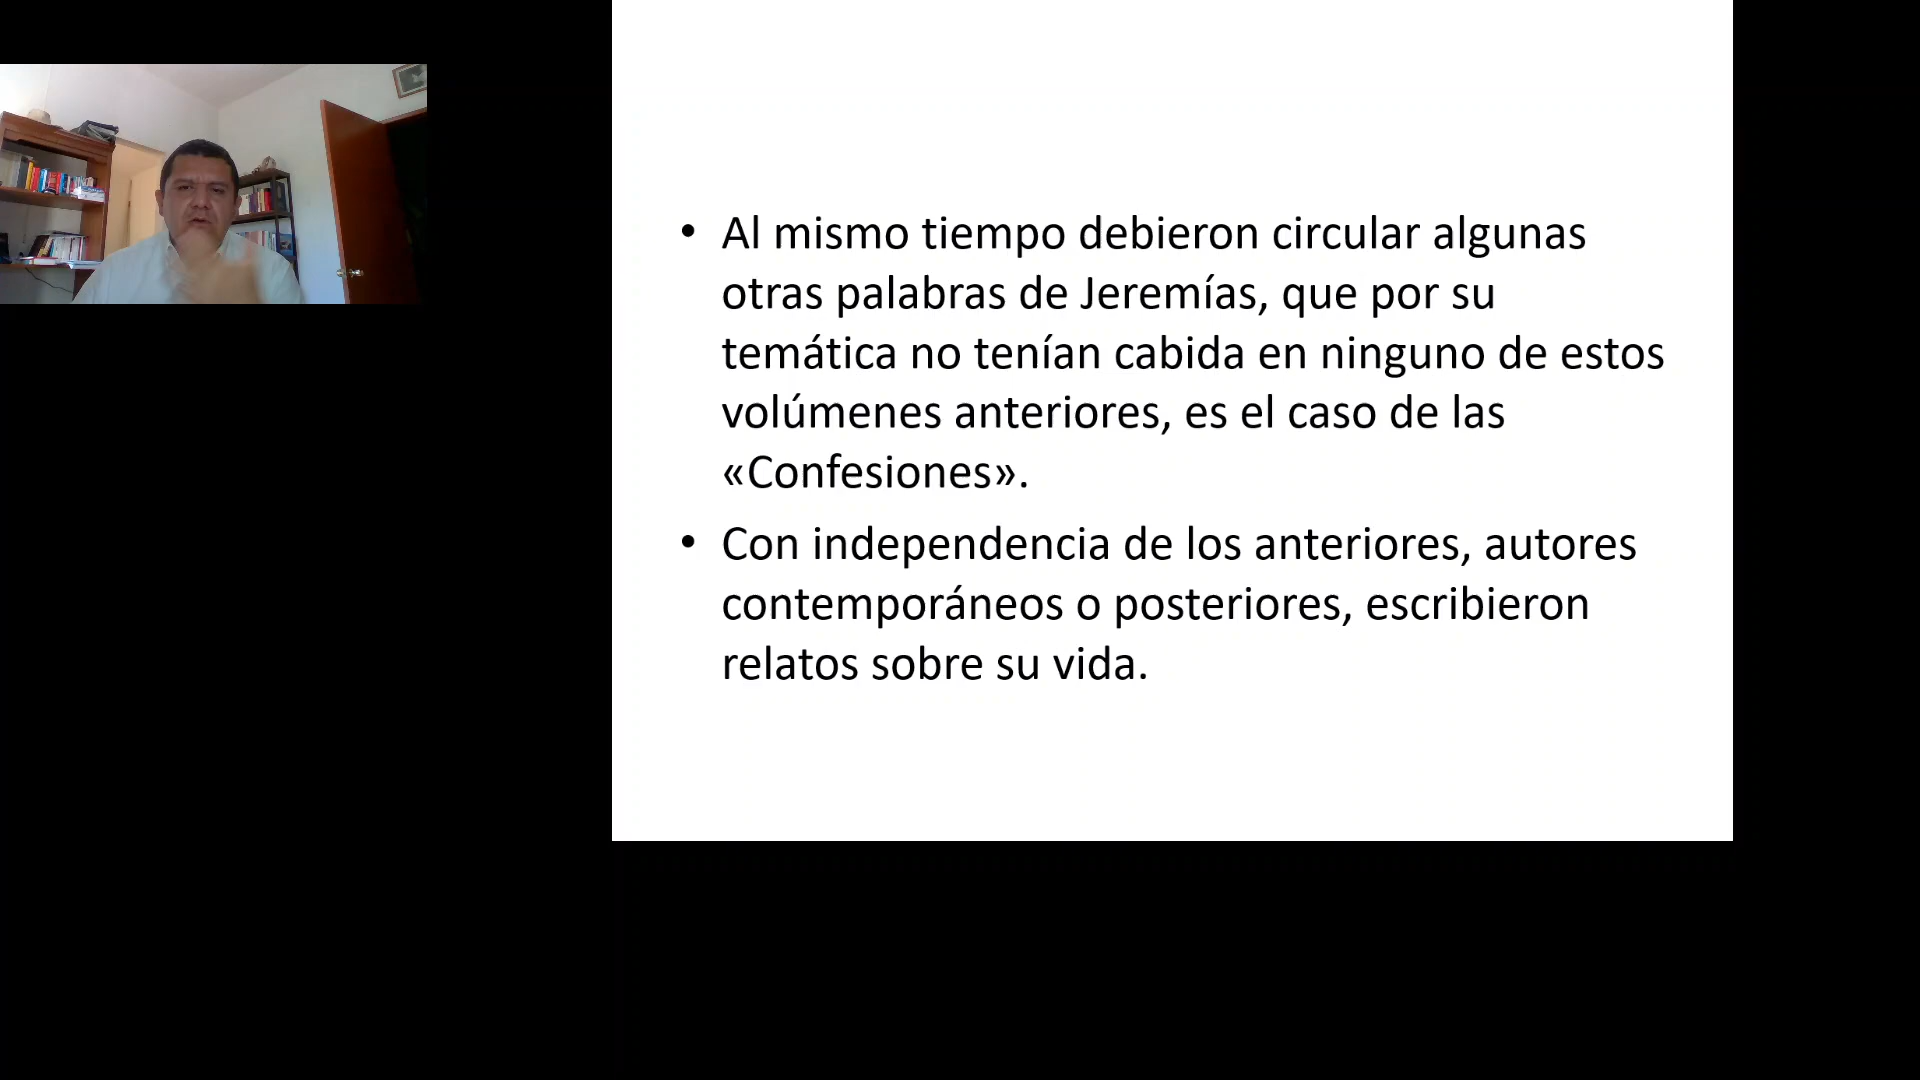 • Al mismo tiempo debieron circular algunas
otras palabras de Jeremías, que por su
temática no tenían cabida en ninguno de estos
volúmenes anteriores, es el caso de las
«Confesiones».
• Con independencia de los anteriores, autores
contemporáneos o posteriores, escribieron
relatos sobre su vida.